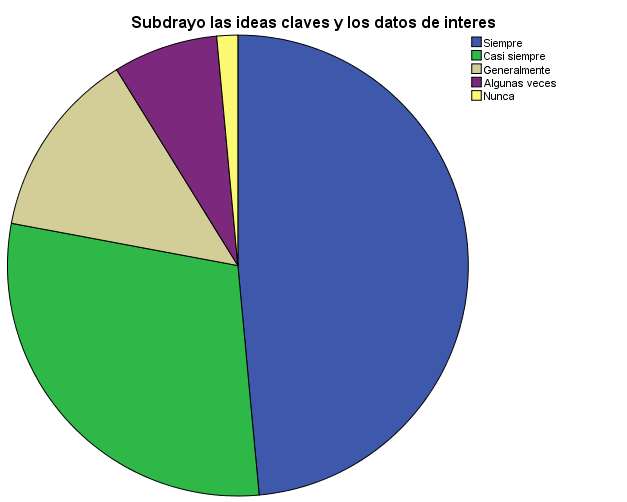 Subdrayo las ideas claves y los datos de interes
Siempre
Casi siempre
Generalmente
Algunas veces
Nunca